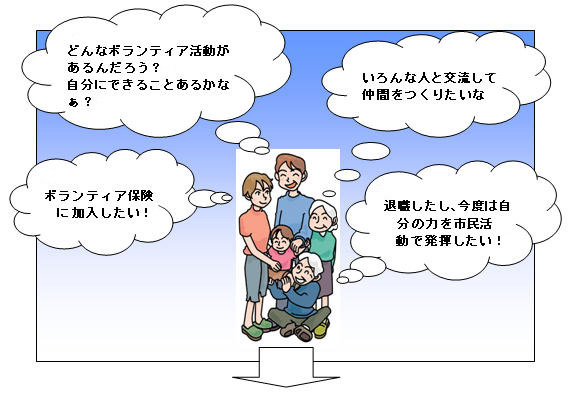 どんなボランティア活動が
あるんだろう？
自分にできることあるかな
ぁ？
いろんな人と交流して
仲間をつくりたいな
ボランティア保険
に加入したい！
退職したし、今度は自
分の力を市民活
動で発揮したい！